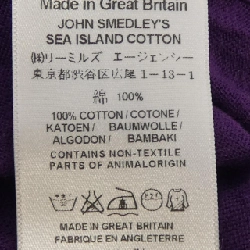 Made in Great Britain
JOHN SMEDLEY'S
SEA ISLAND COTTON
㈱リーミルズ エージェンシー
東京都渋谷区広尾 1-13-1
綿 100%
100% COTTON / COTONE /
KATOEN / BAUMWOLLE /
ALGODON / BAMBAKI
CONTAINS NON-TEXTILE
PARTS OF ANIMALORIGIN
MADE IN GREAT BRITAIN
FABRIQUE EN ANGLETERRE